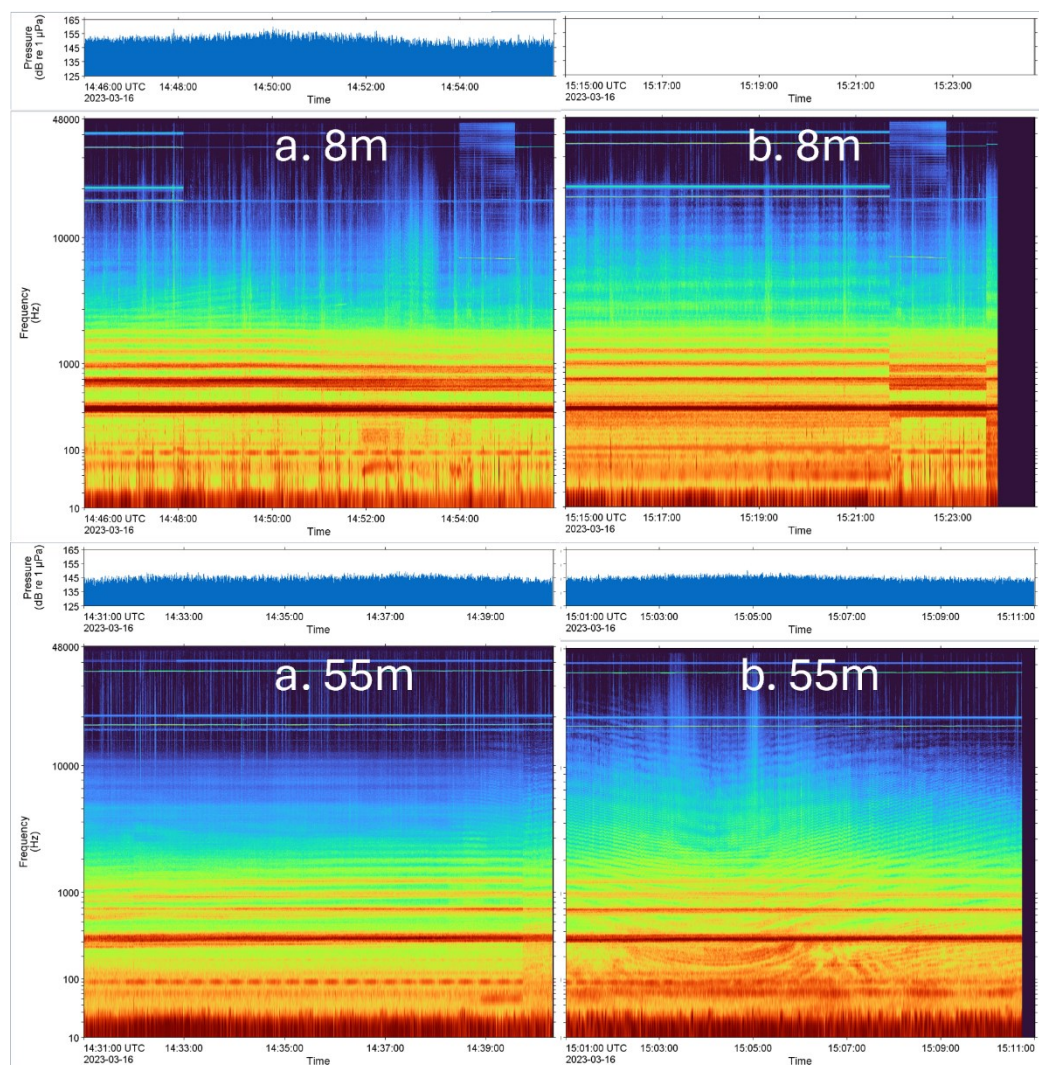 165
155
145
135
125
Pressure
(dB re 1 µPa)
14:46:00 UTC 14:48:00 14:50:00 14:52:00 14:54:00
2023-03-16
Time
15:15:00 UTC 15:17:00 15:19:00 15:21:00 15:23:00
2023-03-16
Time
a. 8m
b. 8m
48000
10000
1000
100
10
Frequency
(Hz)
14:46:00 UTC 14:48:00 14:50:00 14:52:00 14:54:00
2023-03-16
Time
15:15:00 UTC 15:17:00 15:19:00 15:21:00 15:23:00
2023-03-16
Time
165
155
145
135
125
Pressure
(dB re 1 µPa)
14:31:00 UTC 14:33:00 14:35:00 14:37:00 14:39:00
2023-03-16
Time
15:01:00 UTC 15:03:00 15:05:00 15:07:00 15:09:00 15:11:00
2023-03-16
Time
a. 55m
b. 55m
48000
10000
1000
100
10
Frequency
(Hz)
14:31:00 UTC 14:33:00 14:35:00 14:37:00 14:39:00
2023-03-16
Time
15:01:00 UTC 15:03:00 15:05:00 15:07:00 15:09:00 15:11:00
2023-03-16
Time